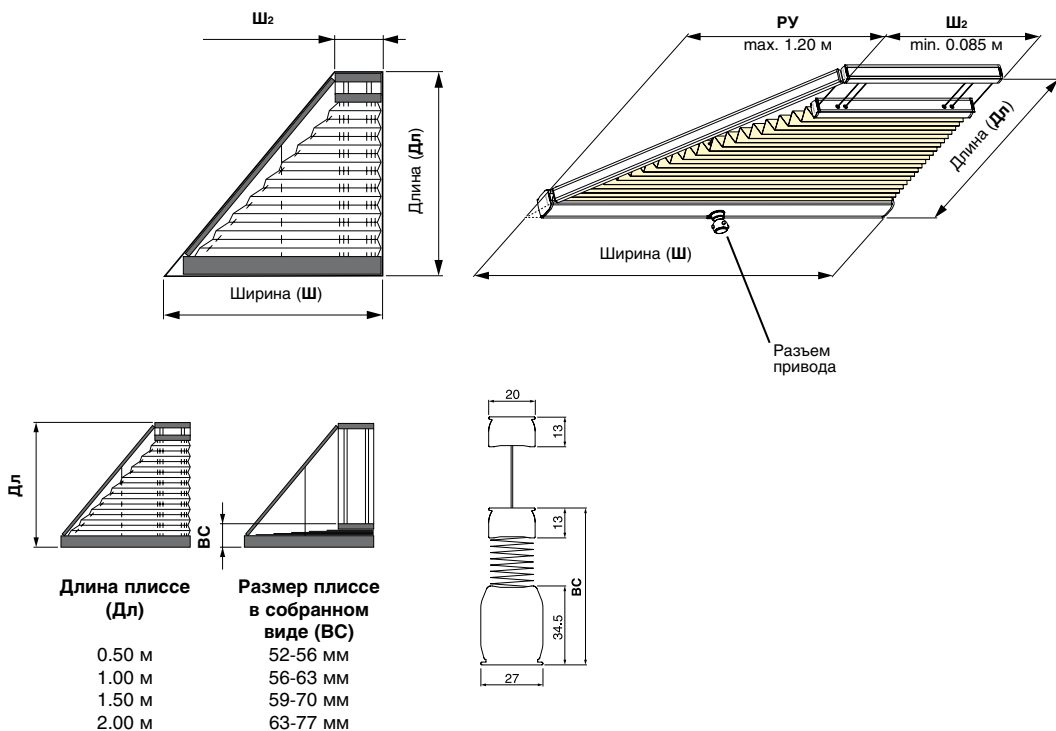 Ш₂
Длина (Дл)
Ширина (Ш)
РУ
max. 1.20 м
Ш₂
min. 0.085 м
Длина (Дл)
Ширина (Ш)
Разъем
привода
Дл
ВС
20
13
13
ВС
34.5
27
Длина плиссе
(Дл)
Размер плиссе
в собранном
виде (ВС)
0.50 м
52-56 мм
1.00 м
56-63 мм
1.50 м
59-70 мм
2.00 м
63-77 мм